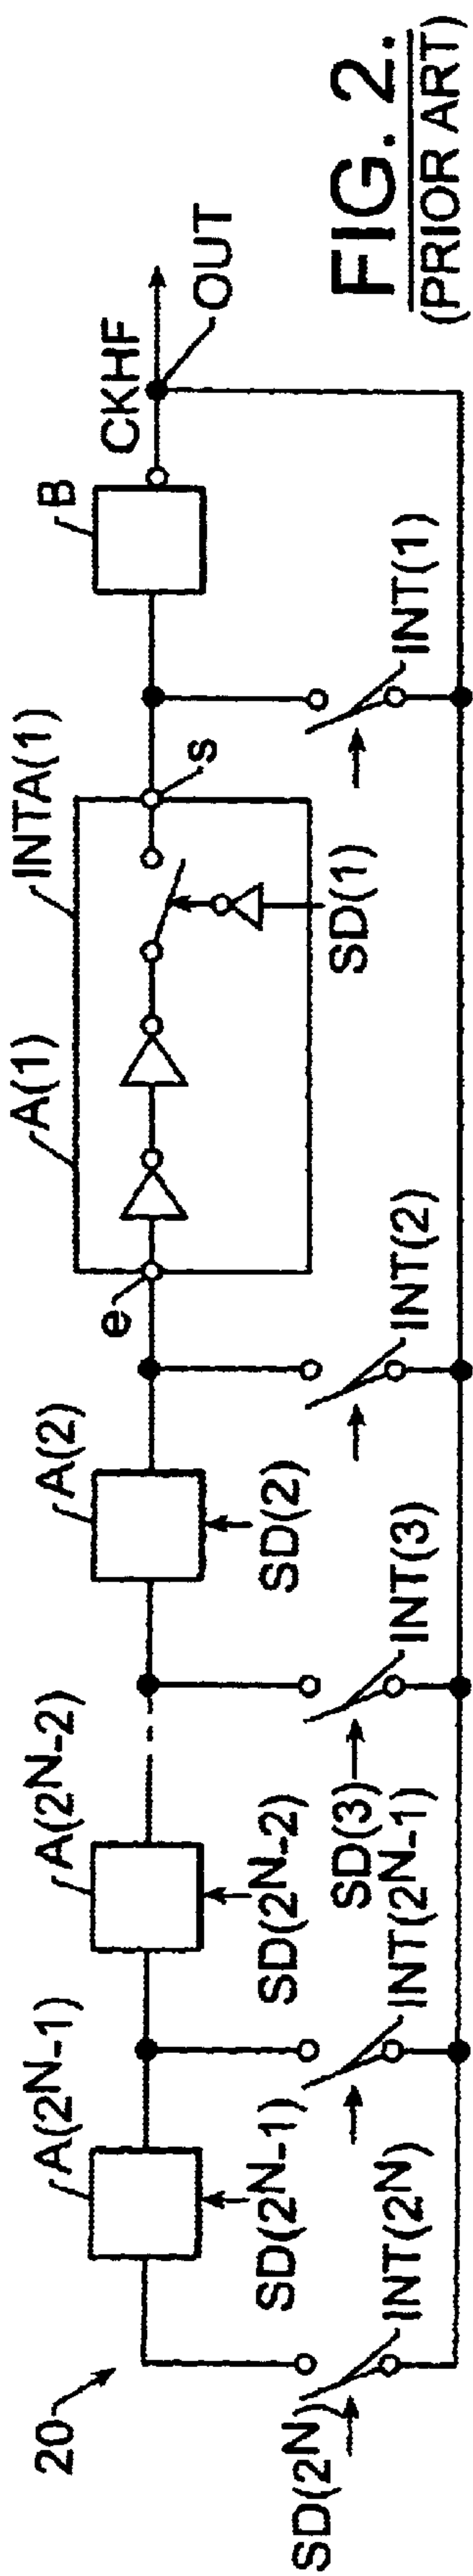 20
A(2N-1)
A(2N-2)
A(2)
A(1)
INTA(1)
B
CKHF
OUT
e
s
SD(2N-1)
SD(2N-2)
SD(2)
SD(1)
SD(2N)
INT(2N)
INT(2N-1)
SD(3)
INT(3)
INT(2)
INT(1)
FIG. 2.
(PRIOR ART)